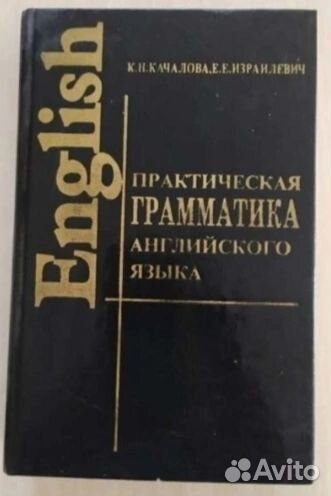 К.Н.КАЧАЛОВА, Е.Е.ИЗРАИЛЕВИЧ
English
ПРАКТИЧЕСКАЯ
ГРАММАТИКА
АНГЛИЙСКОГО
ЯЗЫКА
Avito